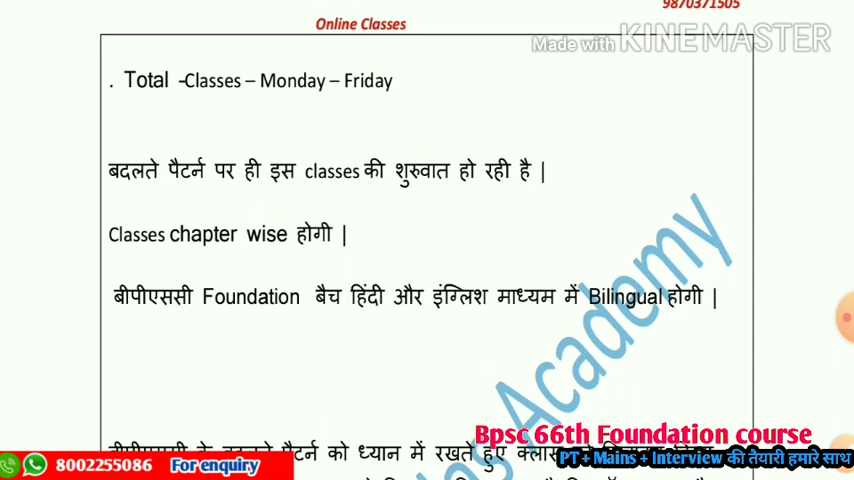 9870371505
Online Classes
Made with KINEMASTER
. Total -Classes – Monday – Friday
बदलते पैटर्न पर ही इस classes की शुरुवात हो रही है |
Classes chapter wise होगी |
बीपीएससी Foundation बैच हिंदी और इंग्लिश माध्यम में Bilingual होगी |
Academy
Bpsc 66th Foundation course
बीपीएससी के बदलते पैटर्न को ध्यान में रखते हुए
8002255086 For enquiry
PT + Mains + Interview की तैयारी हमारे साथ